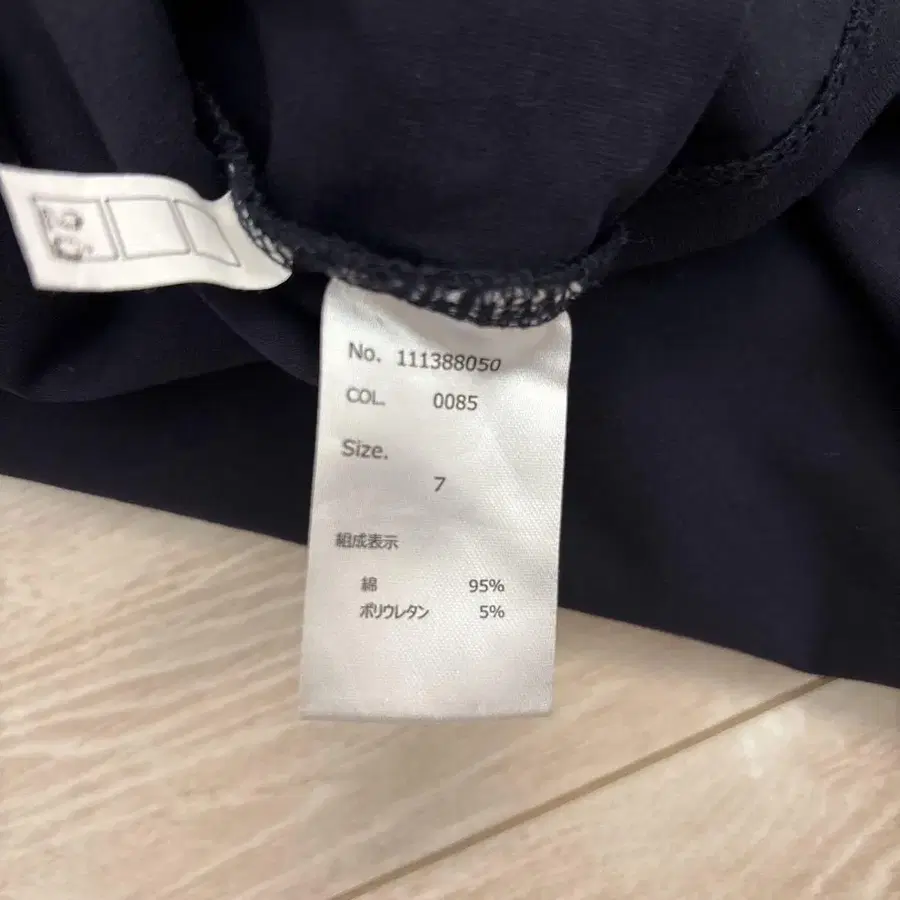 No. 111388050
COL. 0085
Size.
7
組成表示
綿 95%
ポリウレタン 5%